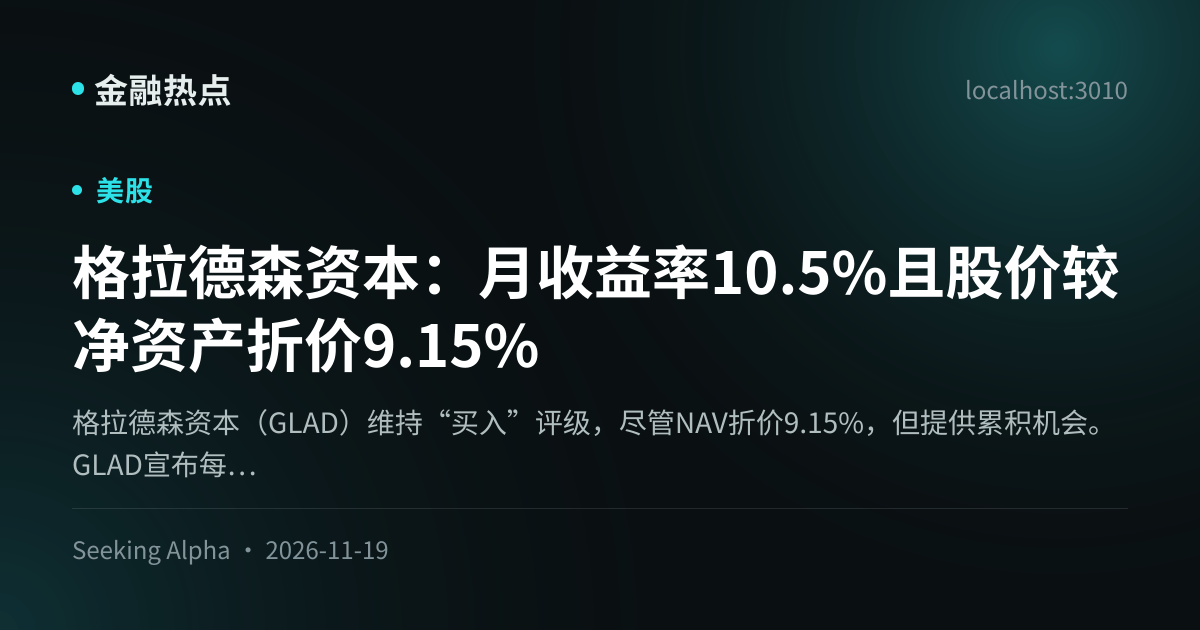 金融热点
localhost:3010
美股
格拉德森资本：月收益率10.5%且股价较
净资产折价9.15%
格拉德森资本（GLAD）维持“买入”评级，尽管NAV折价9.15%，但提供累积机会。
GLAD宣布每…
Seeking Alpha · 2026-11-19